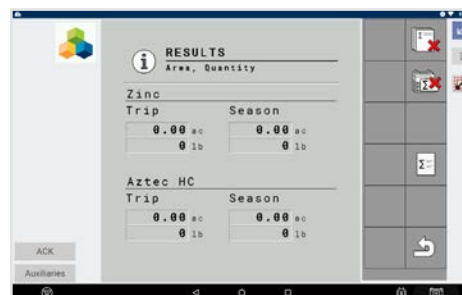 RESULTS
Area, Quantity
Zinc
Trip Season
0.00 ac 0.00 ac
0 lb 0 lb
Aztec HC
Trip Season
0.00 ac 0.00 ac
0 lb 0 lb
ACK
Auxiliaries